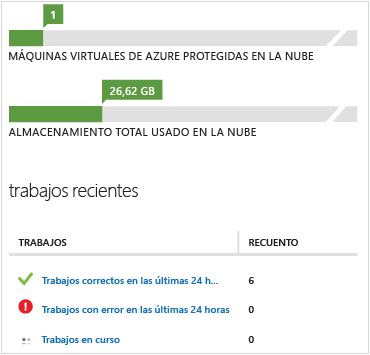 1
MÁQUINAS VIRTUALES DE AZURE PROTEGIDAS EN LA NUBE
26,62 GB
ALMACENAMIENTO TOTAL USADO EN LA NUBE
trabajos recientes
TRABAJOS RECUENTO
Trabajos correctos en las últimas 24 h... 6
Trabajos con error en las últimas 24 horas 0
Trabajos en curso 0